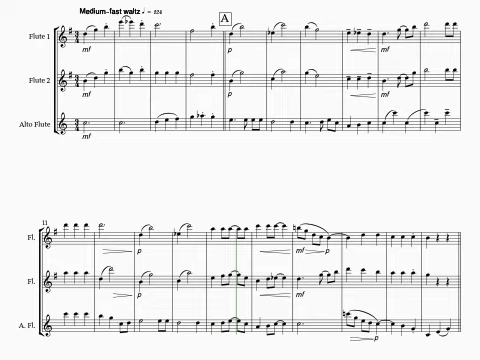 Medium-fast waltz ♩ = 224
A
Flute 1
mf
p
mf
Flute 2
mf
p
mf
Alto Flute
mf
11
Fl.
p
mf
p
Fl.
p
mf
A. Fl.
p